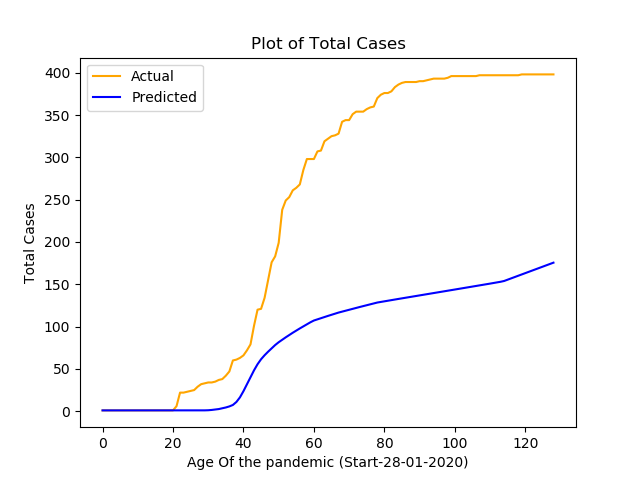 Plot of Total Cases
Actual
Predicted
400
350
300
250
200
150
100
50
0
Total Cases
0 20 40 60 80 100 120
Age Of the pandemic (Start-28-01-2020)